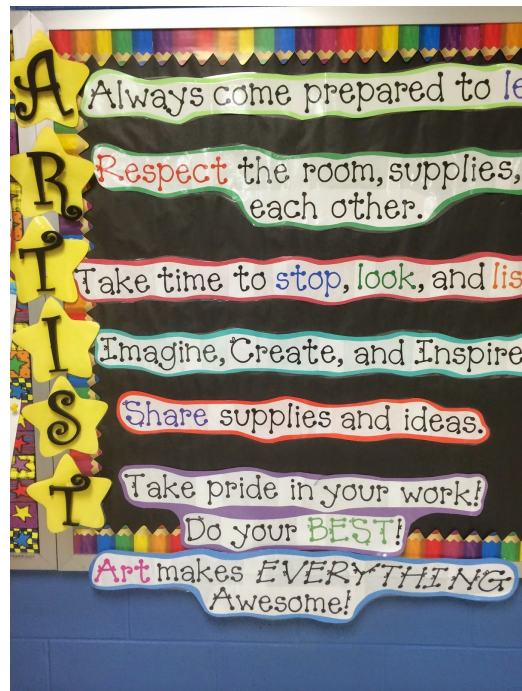 A Always come prepared to
R Respect the room, supplies,
each other.
T Take time to stop, look, and
I Imagine, Create, and Inspire
S Share supplies and ideas.
T Take pride in your work!
Do your BEST!
Art makes EVERYTHING
Awesome!